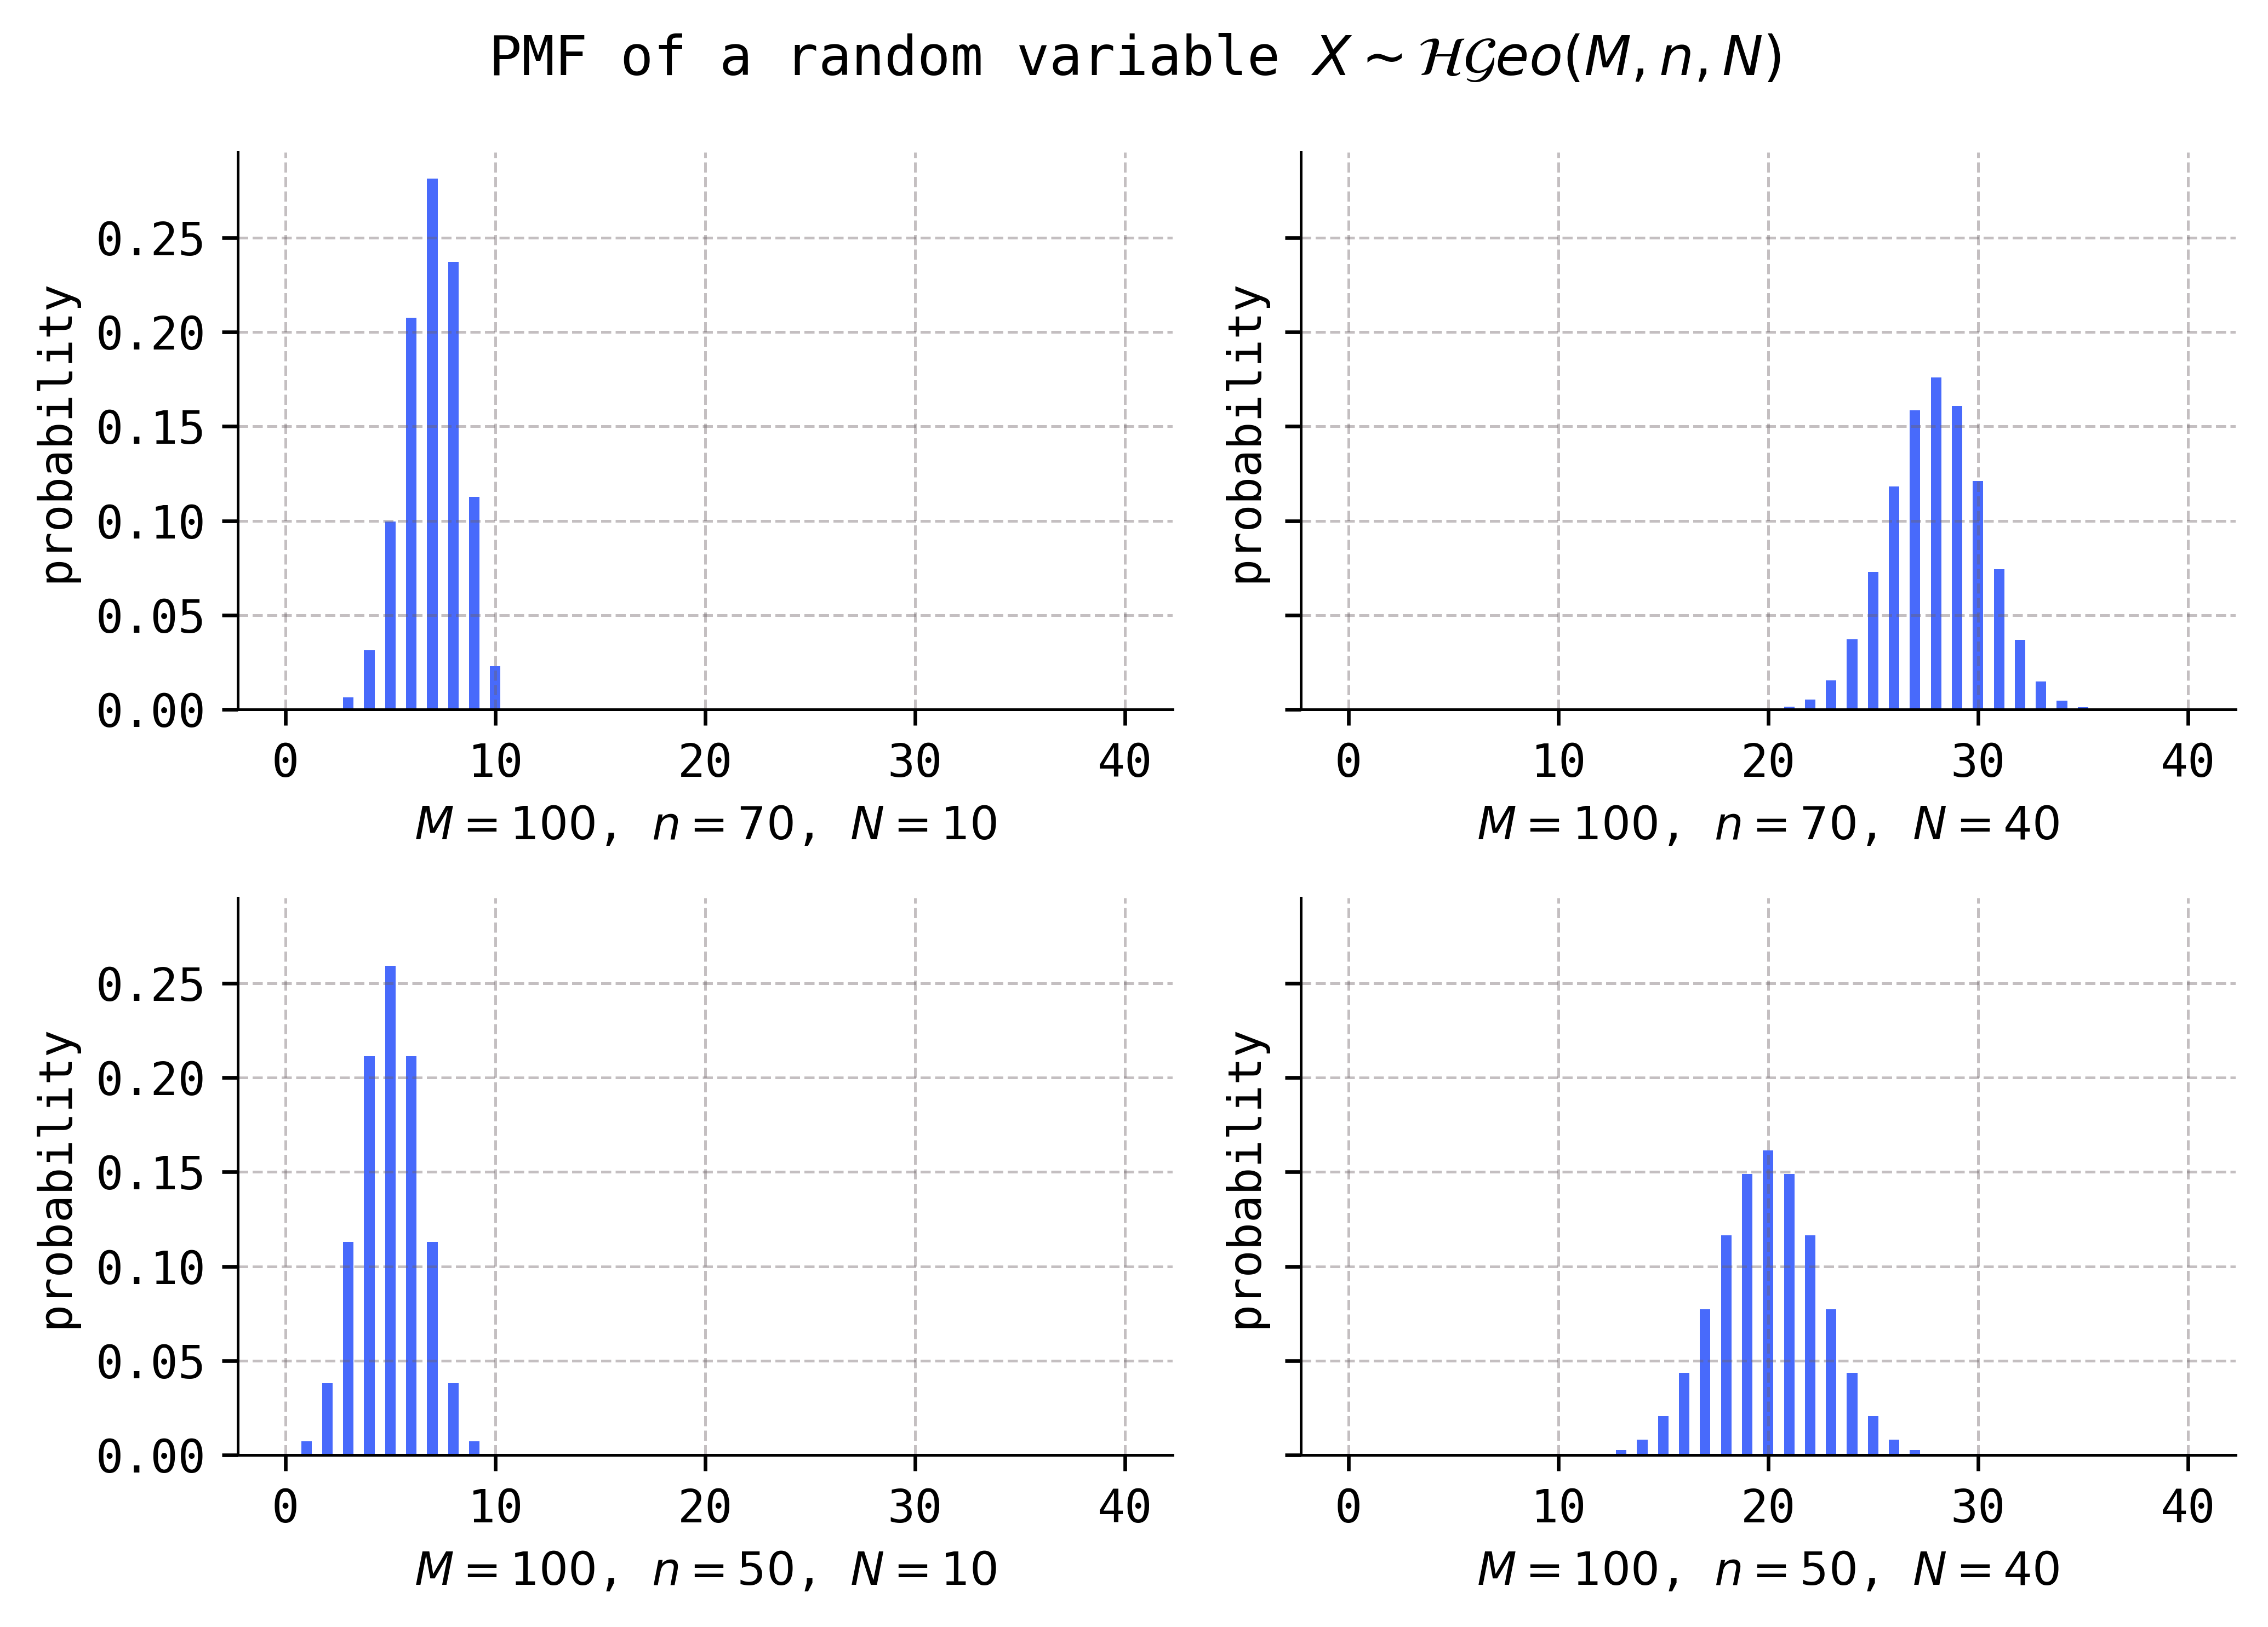 PMF of a random variable X ~ ℋ𝒢eo(M, n, N)
probability
0.25
0.20
0.15
0.10
0.05
0.00
0 10 20 30 40
M = 100, n = 70, N = 10
probability
0 10 20 30 40
M = 100, n = 70, N = 40
probability
0.25
0.20
0.15
0.10
0.05
0.00
0 10 20 30 40
M = 100, n = 50, N = 10
probability
0 10 20 30 40
M = 100, n = 50, N = 40